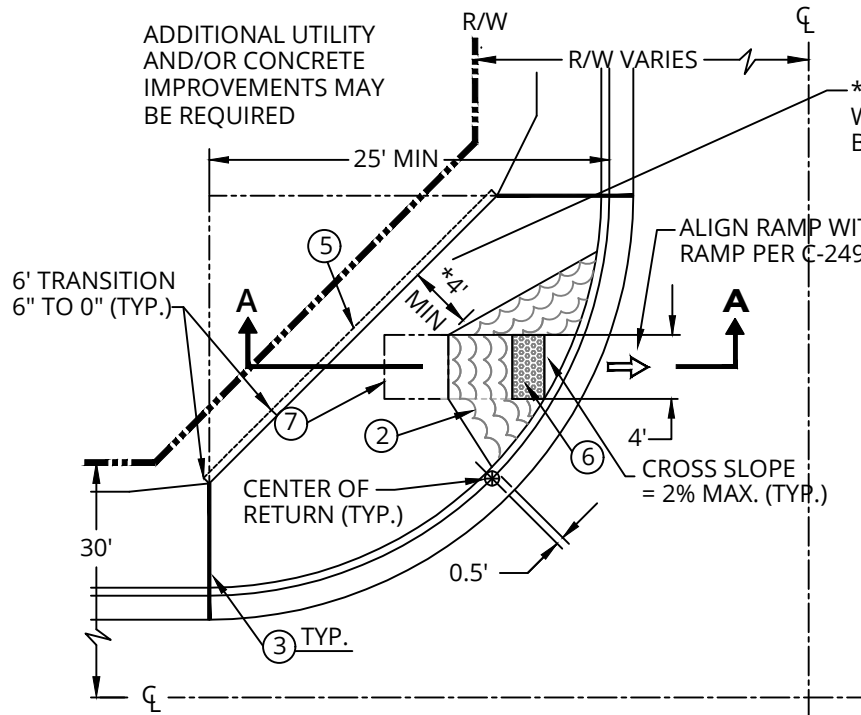 ADDITIONAL UTILITY
AND/OR CONCRETE
IMPROVEMENTS MAY
BE REQUIRED
R/W
℄
R/W VARIES
*
W
B
25' MIN
ALIGN RAMP WIT
RAMP PER C-249
5
*4'
MIN
6' TRANSITION
6" TO 0" (TYP.)
A
A
7
2
6
4'
CROSS SLOPE
= 2% MAX. (TYP.)
CENTER OF
RETURN (TYP.)
30'
0.5'
3 TYP.
℄